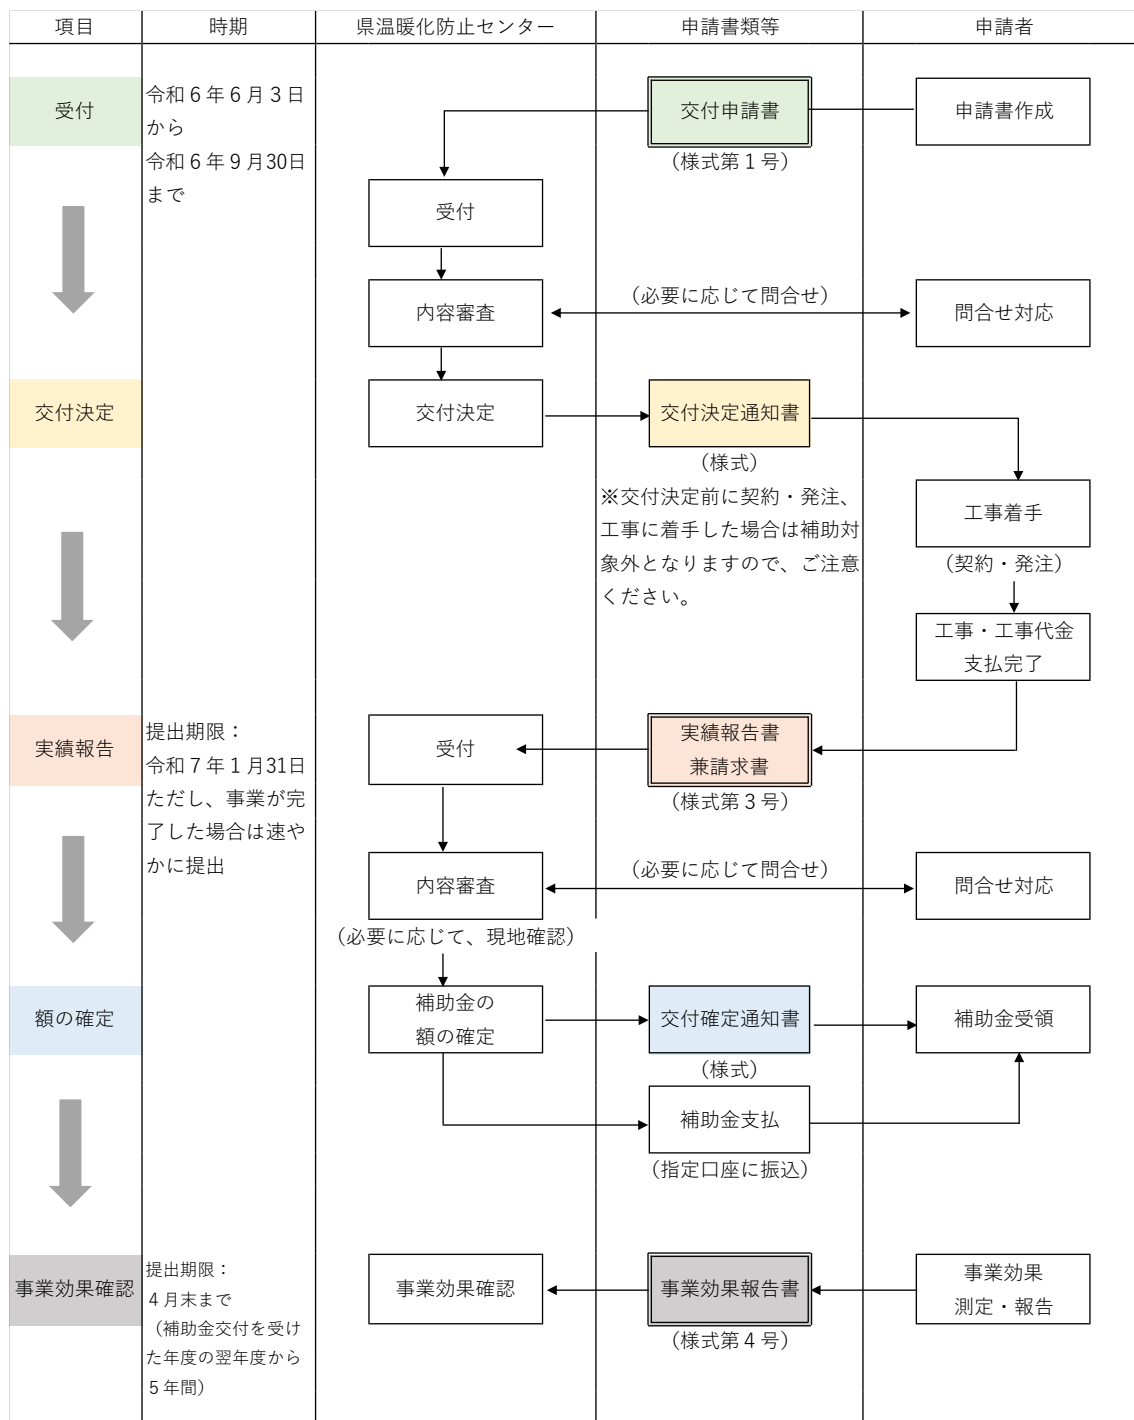 項目
時期
県温暖化防止センター
申請書類等
申請者
受付
令和６年６月３日
から
令和６年９月30日
まで
交付申請書
（様式第１号）
申請書作成
受付
内容審査
（必要に応じて問合せ）
問合せ対応
交付決定
交付決定
交付決定通知書
（様式）
※交付決定前に契約・発注、
工事に着手した場合は補助対
象外となりますので、ご注意
ください。
工事着手
（契約・発注）
工事・工事代金
支払完了
実績報告
提出期限：
令和７年１月31日
ただし、事業が完
了した場合は速や
かに提出
受付
実績報告書
兼請求書
（様式第３号）
内容審査
（必要に応じて問合せ）
問合せ対応
（必要に応じて、現地確認）
額の確定
補助金の
額の確定
交付確定通知書
（様式）
補助金受領
補助金支払
（指定口座に振込）
事業効果確認
提出期限：
４月末まで
（補助金交付を受け
た年度の翌年度から
５年間）
事業効果確認
事業効果報告書
（様式第４号）
事業効果
測定・報告